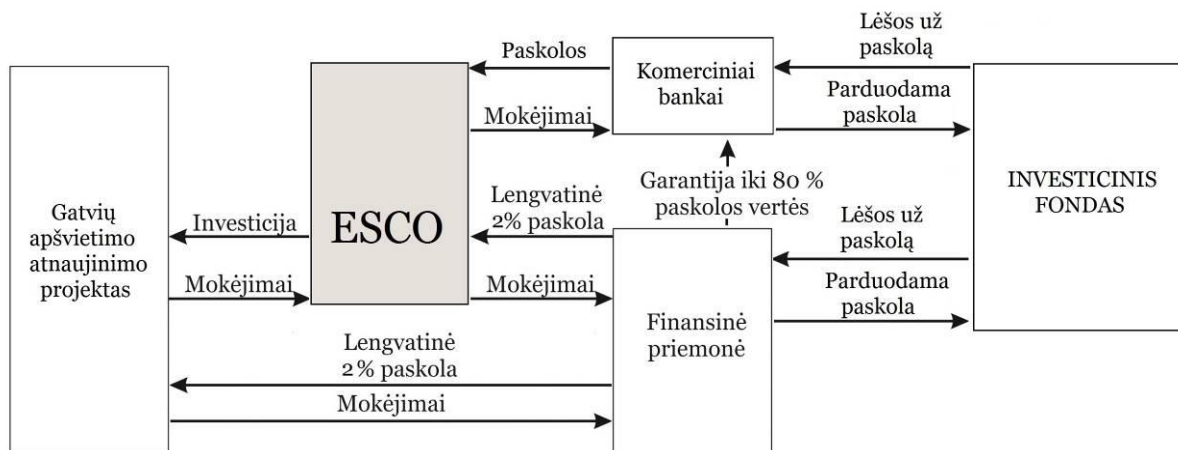 Lėšos už
paskolą
Paskolos
Komerciniai
bankai
Parduodama
paskola
Mokėjimai
Garantija iki 80 %
paskolos vertės
INVESTICINIS
FONDAS
Gatvių
apšvietimo
atnaujinimo
projektas
Investicija
ESCO
Lengvatinė
2% paskola
Lėšos už
paskolą
Mokėjimai
Mokėjimai
Finansinė
priemonė
Parduodama
paskola
Lengvatinė
2% paskola
Mokėjimai